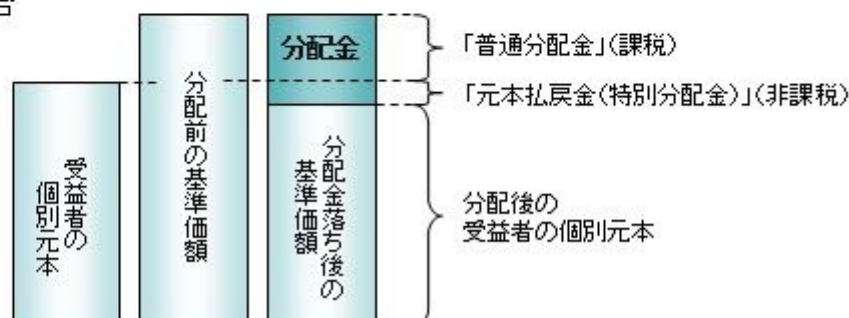 受益者の
個別元本
分配前の基準価額
分配金
分配金落ち後の
基準価額
「普通分配金」(課税)
「元本払戻金(特別分配金)」(非課税)
分配後の
受益者の個別元本